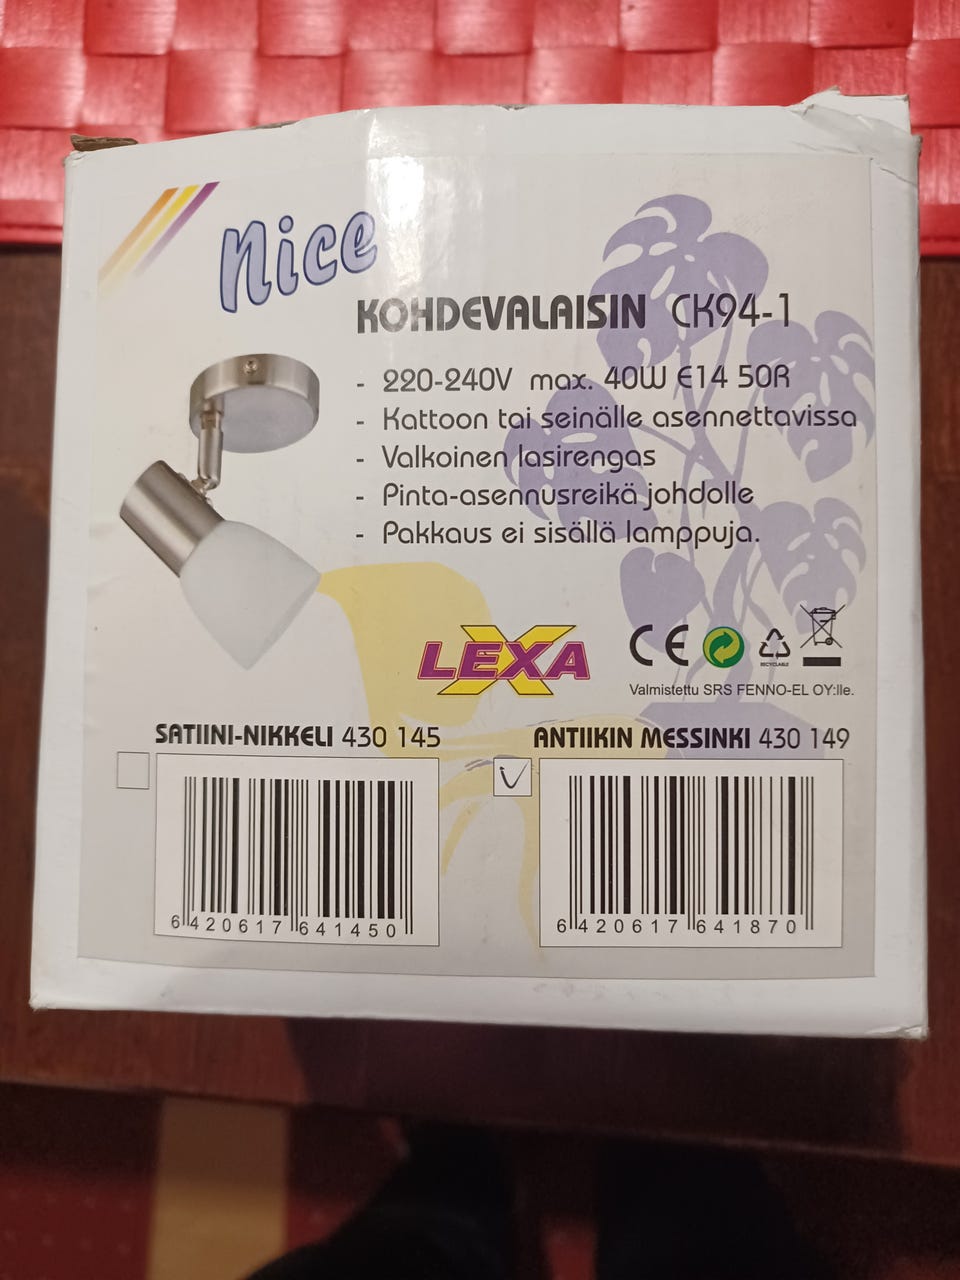 Nice
KOHDEVALAISIN CK94-1
- 220-240V max. 40W E14 50R
- Kattoon tai seinälle asennettavissa
- Valkoinen lasirengas
- Pinta-asennusreikä johdolle
- Pakkaus ei sisällä lamppuja.
LEXA
CE
RECYCLABLE
Valmistettu SRS FENNO-EL OY:lle.
SATIINI-NIKKELI 430 145
ANTIIKIN MESSINKI 430 149
6 420617 641450
6 420617 641870